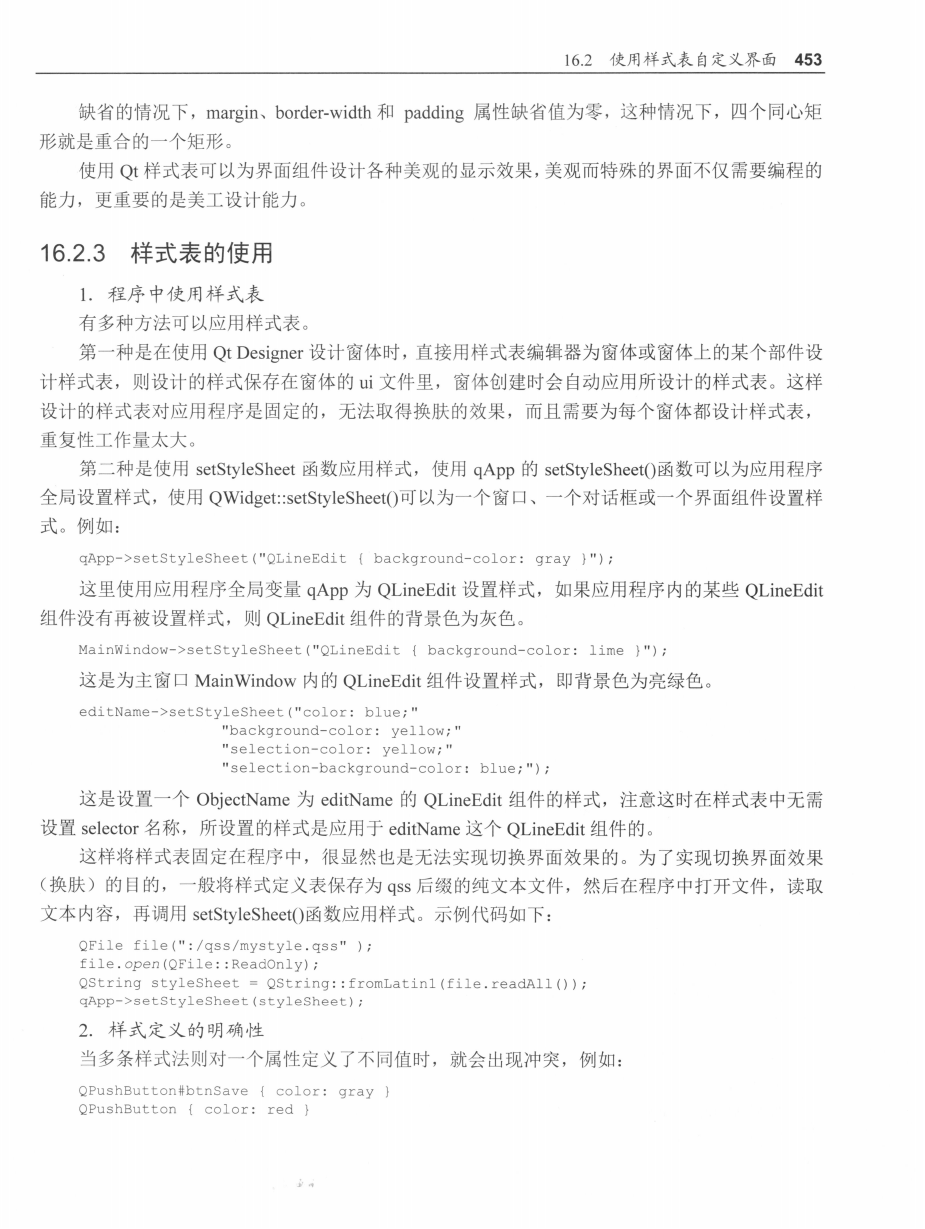 16.2 使用样式表自定义界面 453
缺省的情况下，margin、border-width 和 padding 属性缺省值为零，这种情况下，四个同心矩
形就是重合的一个矩形。
使用 Qt 样式表可以为界面组件设计各种美观的显示效果，美观而特殊的界面不仅需要编程的
能力，更重要的是美工设计能力。
16.2.3 样式表的使用
1. 程序中使用样式表
有多种方法可以应用样式表。
第一种是在使用 Qt Designer 设计窗体时，直接用样式表编辑器为窗体或窗体上的某个部件设
计样式表，则设计的样式保存在窗体的 ui 文件里，窗体创建时会自动应用所设计的样式表。这样
设计的样式表对应用程序是固定的，无法取得换肤的效果，而且需要为每个窗体都设计样式表，
重复性工作量太大。
第二种是使用 setStyleSheet 函数应用样式，使用 qApp 的 setStyleSheet()函数可以为应用程序
全局设置样式，使用 QWidget::setStyleSheet()可以为一个窗口、一个对话框或一个界面组件设置样
式。例如：
qApp->setStyleSheet("QLineEdit { background-color: gray }");
这里使用应用程序全局变量 qApp 为 QLineEdit 设置样式，如果应用程序内的某些 QLineEdit
组件没有再被设置样式，则 QLineEdit 组件的背景色为灰色。
MainWindow->setStyleSheet("QLineEdit { background-color: lime }");
这是为主窗口 MainWindow 内的 QLineEdit 组件设置样式，即背景色为亮绿色。
editName->setStyleSheet("color: blue;"
"background-color: yellow;"
"selection-color: yellow;"
"selection-background-color: blue;");
这是设置一个 ObjectName 为 editName 的 QLineEdit 组件的样式，注意这时在样式表中无需
设置 selector 名称，所设置的样式是应用于 editName 这个 QLineEdit 组件的。
这样将样式表固定在程序中，很显然也是无法实现切换界面效果的。为了实现切换界面效果
（换肤）的目的，一般将样式定义表保存为 qss 后缀的纯文本文件，然后在程序中打开文件，读取
文本内容，再调用 setStyleSheet()函数应用样式。示例代码如下：
QFile file(":/qss/mystyle.qss" );
file.open(QFile::ReadOnly);
QString styleSheet = QString::fromLatin1(file.readAll());
qApp->setStyleSheet(styleSheet);
2. 样式定义的明确性
当多条样式法则对一个属性定义了不同值时，就会出现冲突，例如：
QPushButton#btnSave { color: gray }
QPushButton { color: red }